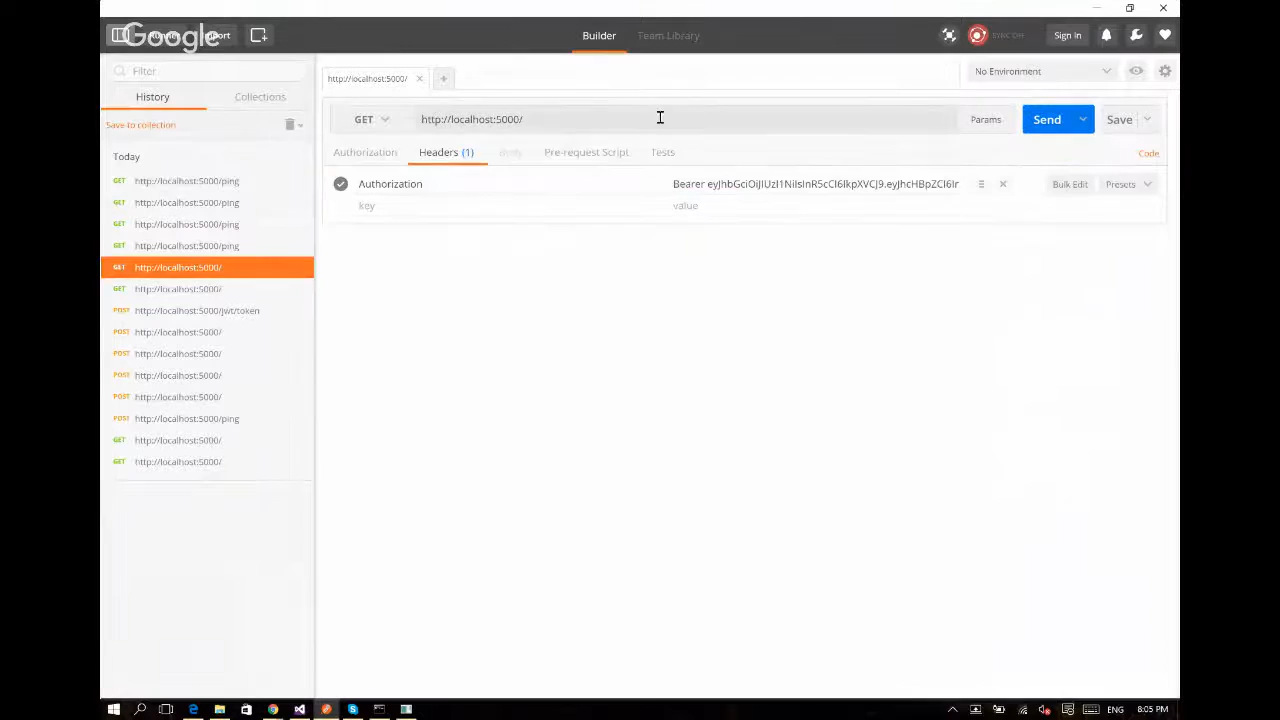 Google
Import
Builder
Team Library
SYNC OFF
Sign In
Filter
History
Collections
Save to collection
Today
GET http://localhost:5000/ping
GET http://localhost:5000/ping
GET http://localhost:5000/ping
GET http://localhost:5000/ping
GET http://localhost:5000/
GET http://localhost:5000/
POST http://localhost:5000/jwt/token
POST http://localhost:5000/
POST http://localhost:5000/
POST http://localhost:5000/
POST http://localhost:5000/
POST http://localhost:5000/ping
GET http://localhost:5000/
GET http://localhost:5000/
http://localhost:5000/
No Environment
GET http://localhost:5000/ Params Send Save
Authorization Headers (1) Body Pre-request Script Tests Code
Authorization Bearer Bulk Edit Presets
key value
ENG 8:05 PM